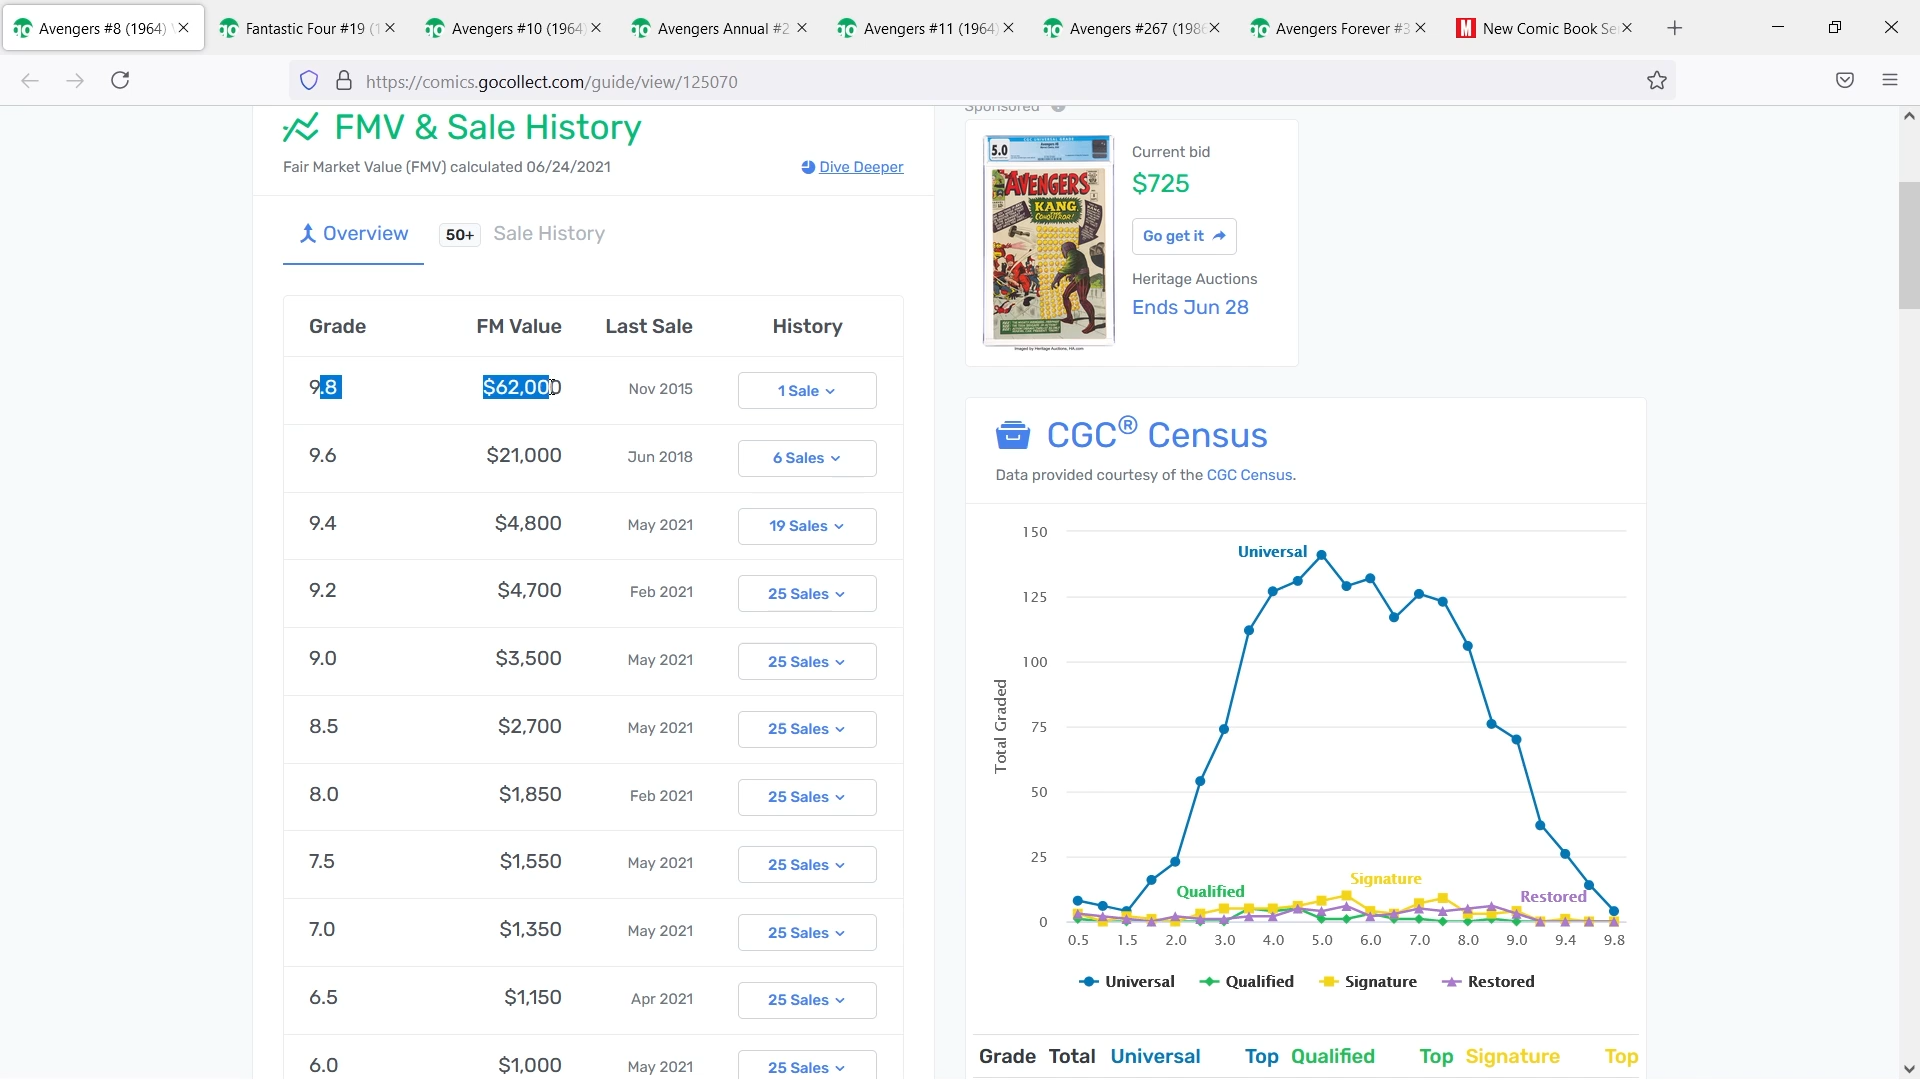 Avengers #8 (1964)
Fantastic Four #19 (1
Avengers #10 (1964)
Avengers Annual #2
Avengers #11 (1964)
Avengers #267 (1986
Avengers Forever #3
New Comic Book Se
https://comics.gocollect.com/guide/view/125070
FMV & Sale History
Fair Market Value (FMV) calculated 06/24/2021
Dive Deeper
Overview
50+ Sale History
Grade FM Value Last Sale History
9.8 $62,000 Nov 2015 1 Sale
9.6 $21,000 Jun 2018 6 Sales
9.4 $4,800 May 2021 19 Sales
9.2 $4,700 Feb 2021 25 Sales
9.0 $3,500 May 2021 25 Sales
8.5 $2,700 May 2021 25 Sales
8.0 $1,850 Feb 2021 25 Sales
7.5 $1,550 May 2021 25 Sales
7.0 $1,350 May 2021 25 Sales
6.5 $1,150 Apr 2021 25 Sales
6.0 $1,000 May 2021 25 Sales
Sponsored
5.0
AVENGERS
KANG
CONQUEROR!
Current bid
$725
Go get it
Heritage Auctions
Ends Jun 28
CGC® Census
Data provided courtesy of the CGC Census.
Total Graded
150
125
100
75
50
25
0
Universal
Qualified
Signature
Restored
0.5 1.5 2.0 3.0 4.0 5.0 6.0 7.0 8.0 9.0 9.4 9.8
Universal Qualified Signature Restored
Grade Total Universal Top Qualified Top Signature Top